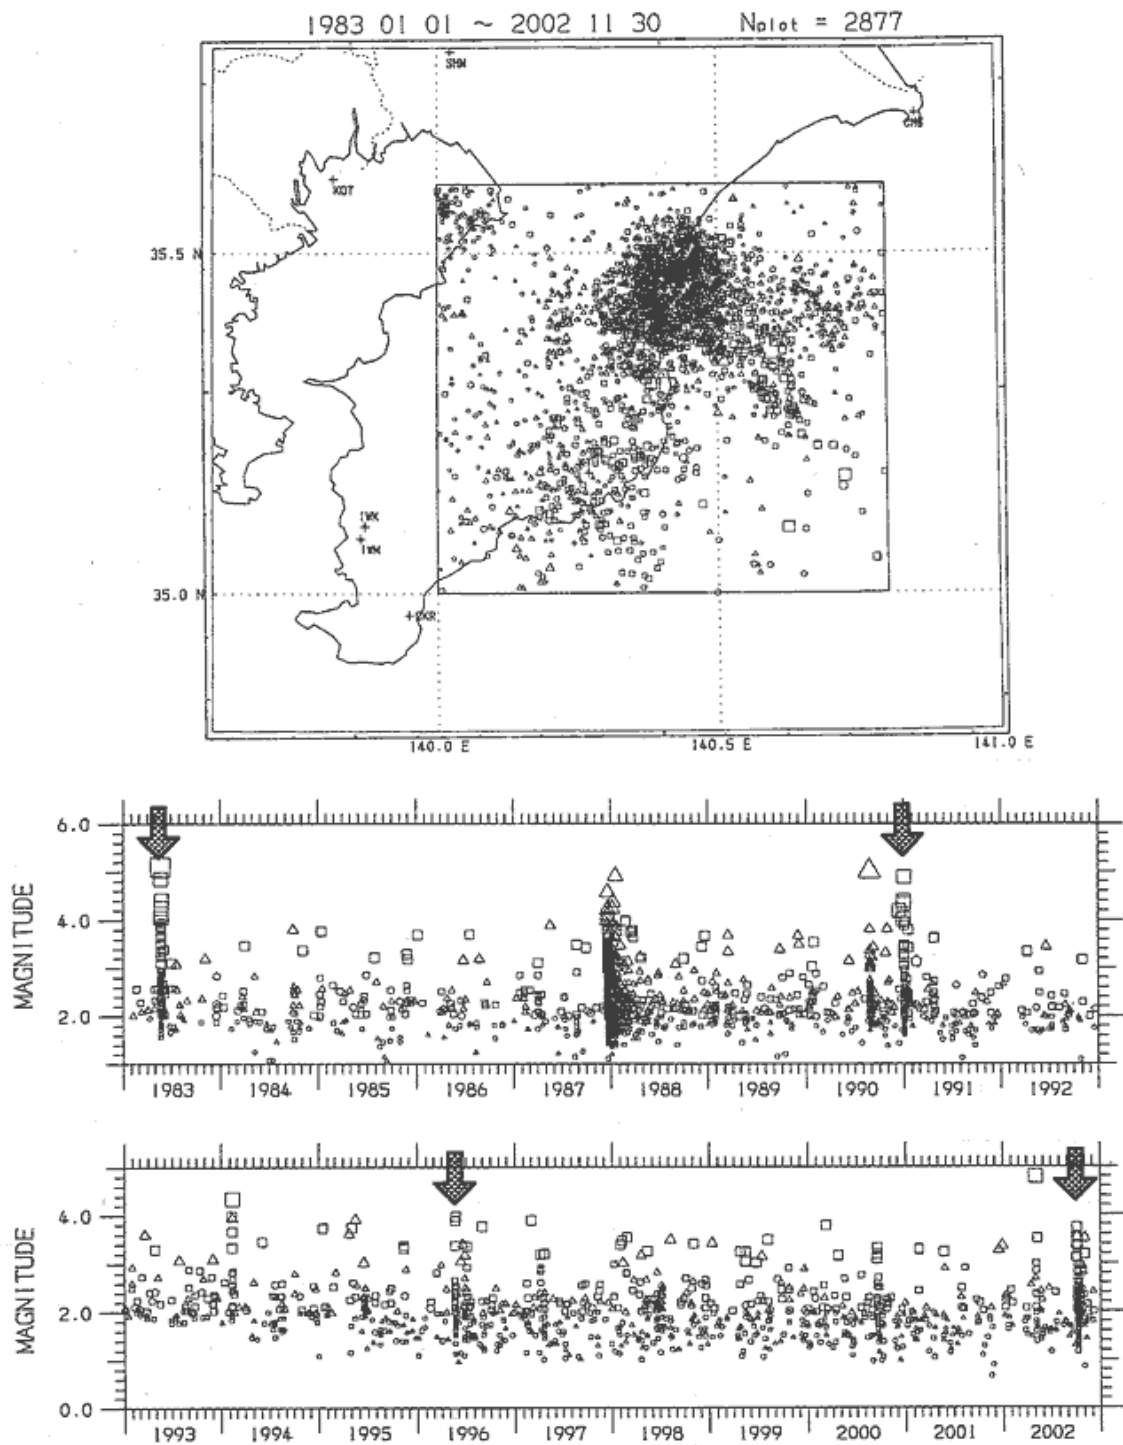 1983 01 01 ~ 2002 11 30 Nplot = 2877
SHM
CHS
KOT
35.5 N
IWK
IWM
35.0 N
140.0 E 140.5 E 141.0 E
6.0
4.0
2.0
MAGNITUDE
1983 1984 1985 1986 1987 1988 1989 1990 1991 1992
4.0
2.0
0.0
MAGNITUDE
1993 1994 1995 1996 1997 1998 1999 2000 2001 2002